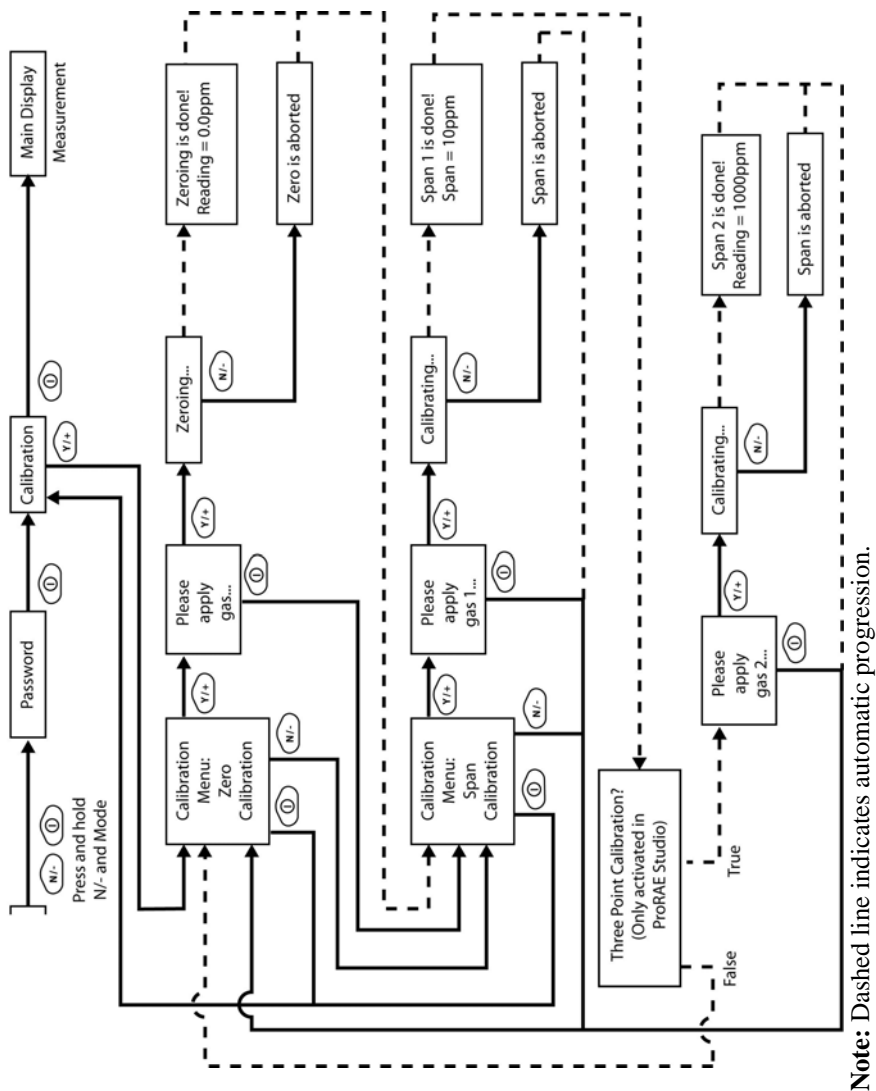 N/-
Press and hold
N/- and Mode
Password
Calibration
Y/+
Main Display
Measurement
Calibration
Menu:
Zero
Calibration
Y/+
N/-
Please
apply
gas...
Y/+
Zeroing...
N/-
Zeroing is done!
Reading = 0.0ppm
Zero is aborted
Calibration
Menu:
Span
Calibration
Y/+
N/-
Please
apply
gas 1...
Y/+
Calibrating...
N/-
Span 1 is done!
Span = 10ppm
Span is aborted
Three Point Calibration?
(Only activated in
ProRAE Studio)
False
True
Please
apply
gas 2...
Y/+
Calibrating...
N/-
Span 2 is done!
Reading = 1000ppm
Span is aborted
Note: Dashed line indicates automatic progression.